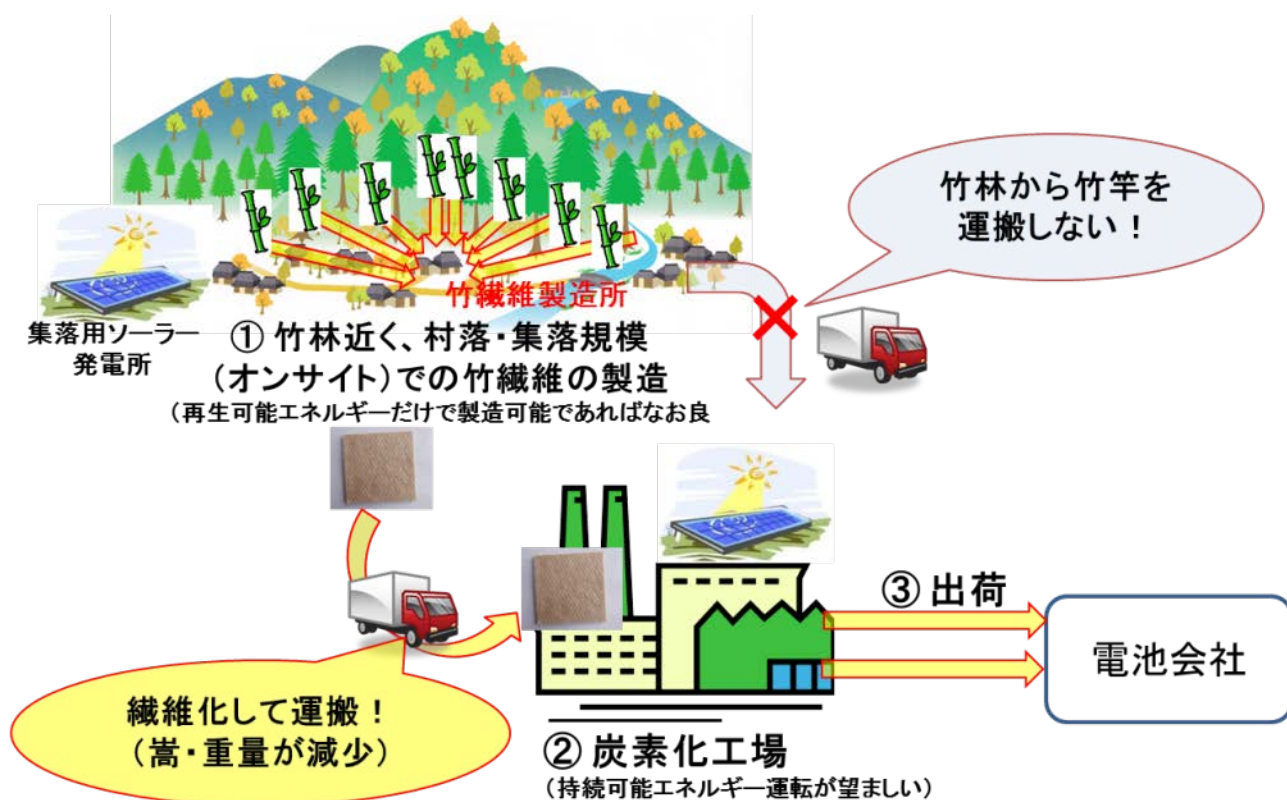 竹林から竹竿を
運搬しない！
竹繊維製造所
集落用ソーラー
発電所
① 竹林近く、村落・集落規模
（オンサイト）での竹繊維の製造
（再生可能エネルギーだけで製造可能であればなお良
③ 出荷
電池会社
繊維化して運搬！
（嵩・重量が減少）
② 炭素化工場
（持続可能エネルギー運転が望ましい）